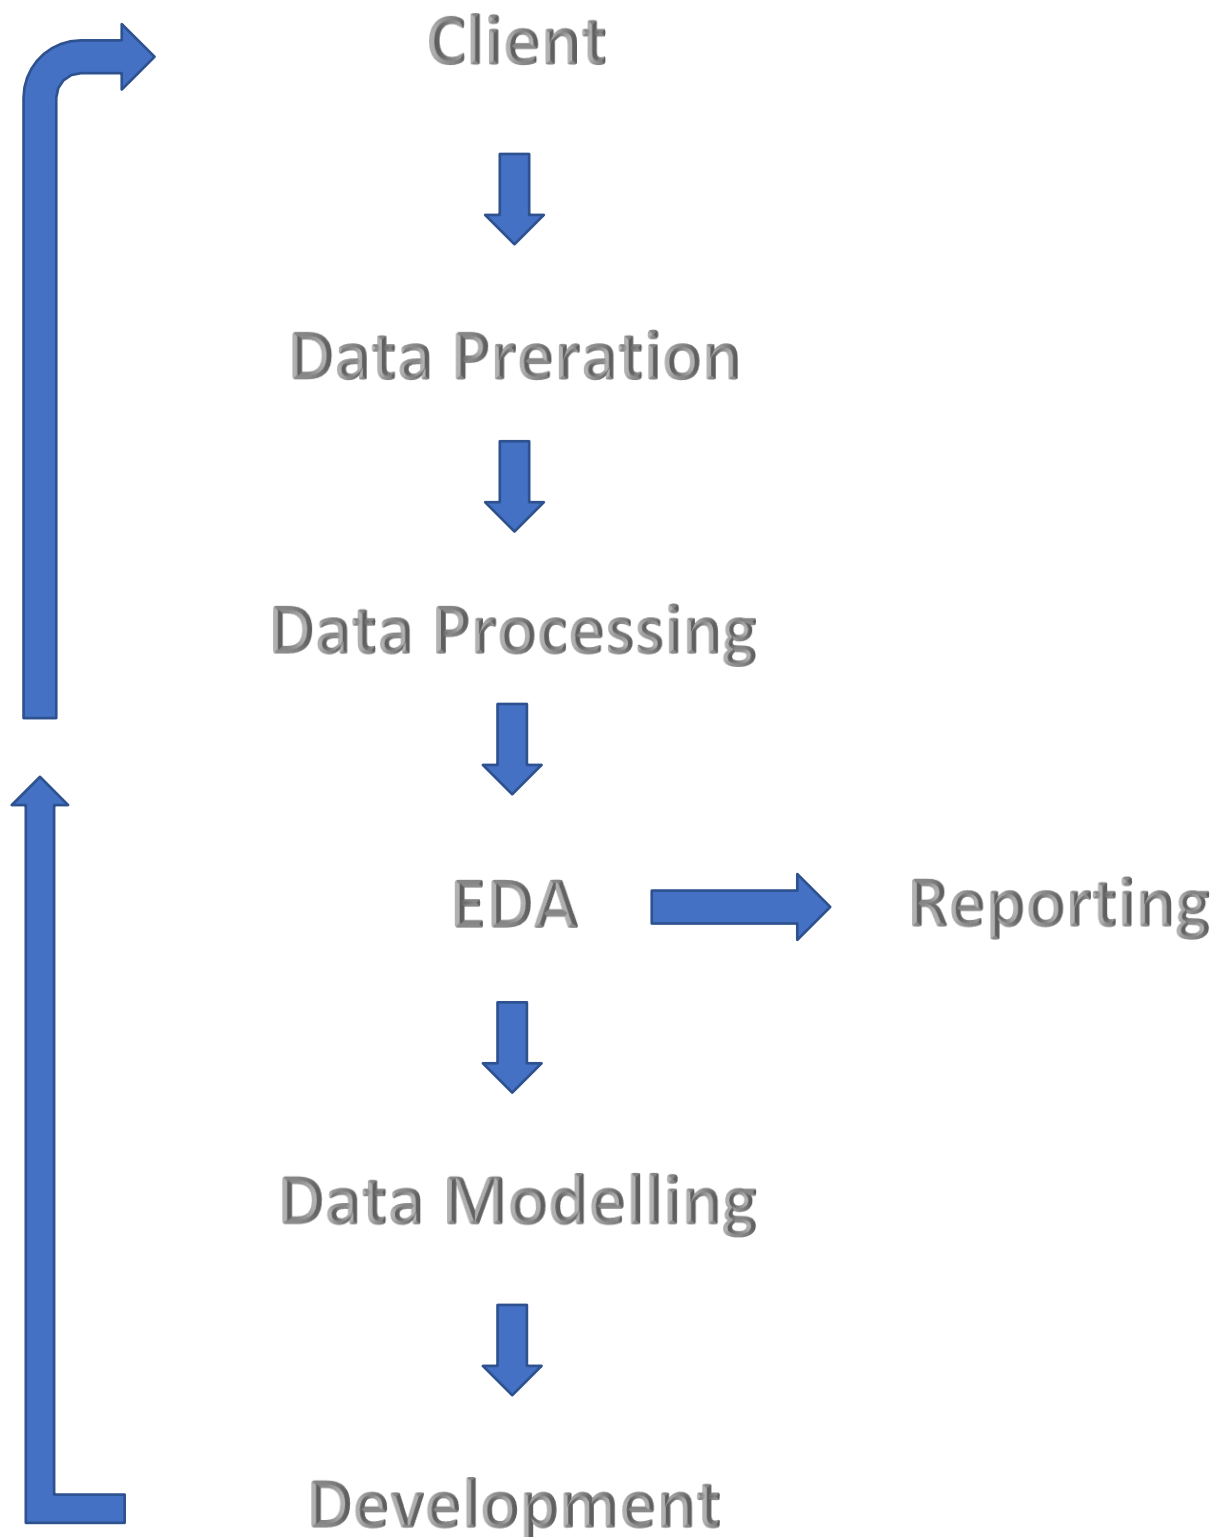 Client
Data Preration
Data Processing
EDA
Reporting
Data Modelling
Development